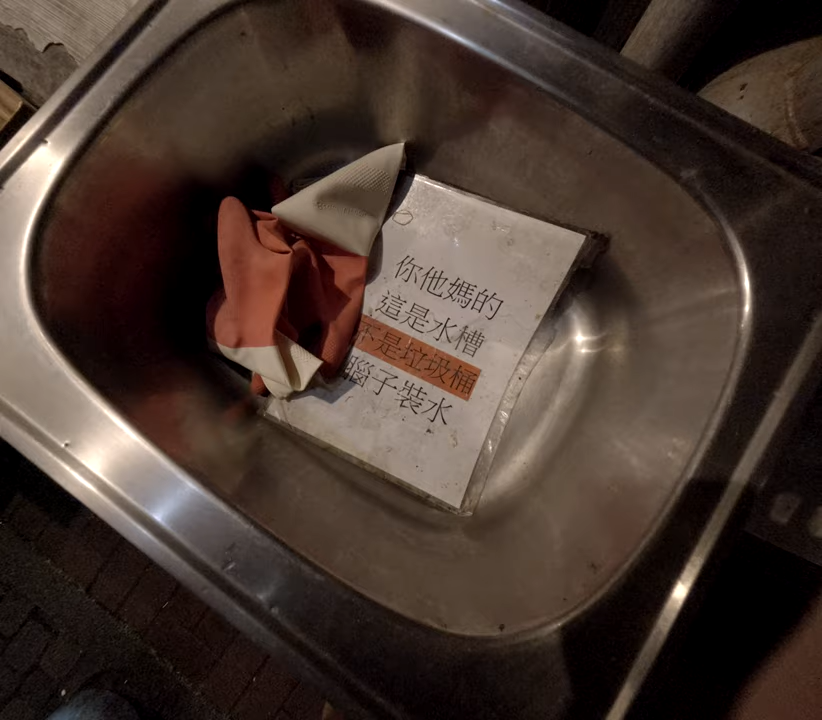 你他媽的
這是水槽
不是垃圾桶
腦子裝水